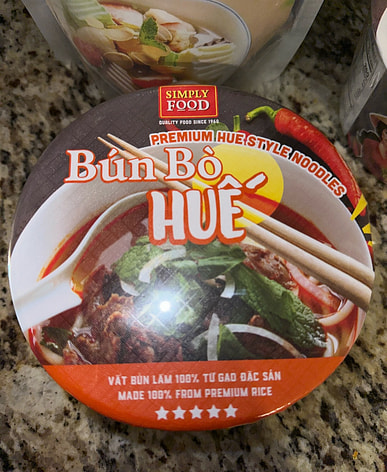 SIMPLY
FOOD
QUALITY FOOD SINCE 1960
PREMIUM HUE STYLE NOODLES
Bún Bò
HUẾ
VẮT BÚN LÀM 100% TỪ GẠO ĐẶC SẢN
MADE 100% FROM PREMIUM RICE